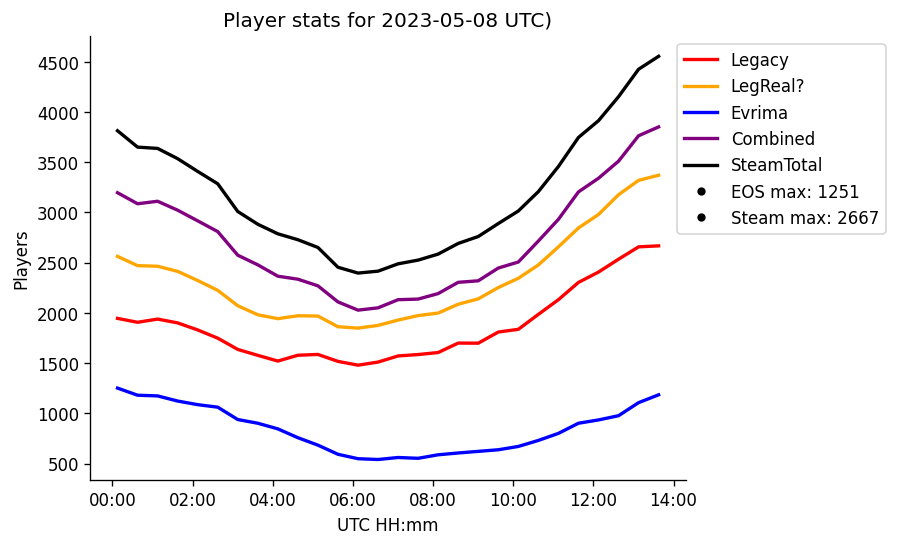 Player stats for 2023-05-08 UTC)
Players
4500
4000
3500
3000
2500
2000
1500
1000
500
00:00
02:00
04:00
06:00
08:00
10:00
12:00
14:00
UTC HH:mm
Legacy
LegReal?
Evrima
Combined
SteamTotal
EOS max: 1251
Steam max: 2667